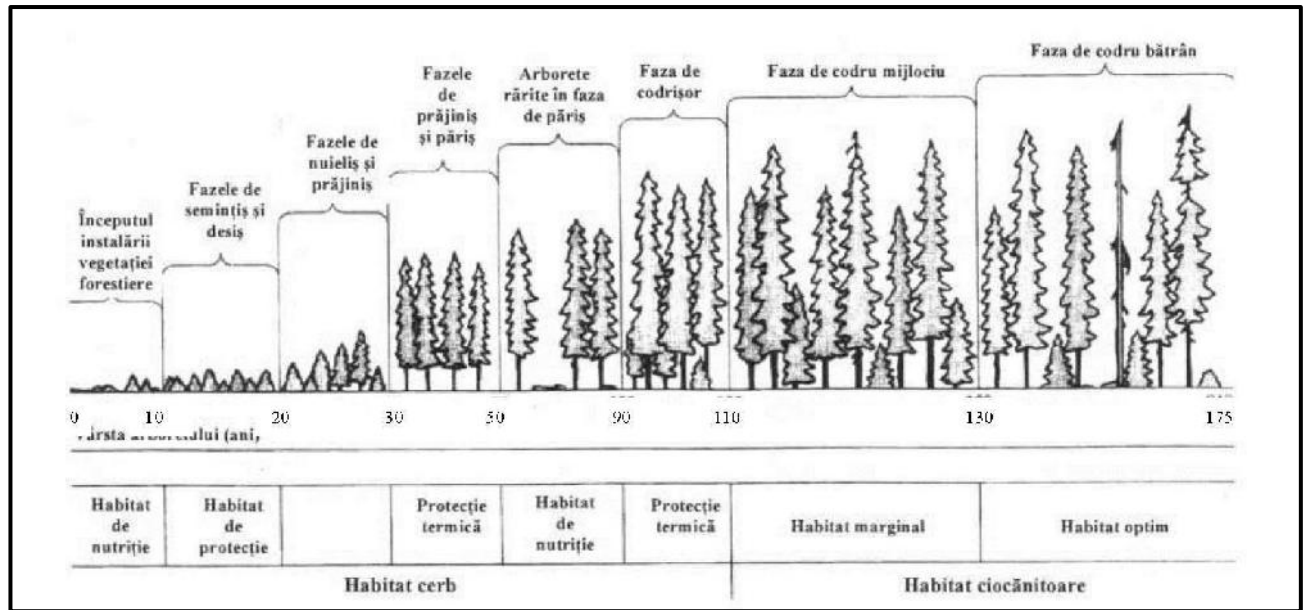 Începutul
instalării
vegetației
forestiere
Fazele de
semințiș și
desiș
Fazele de
nuieliș și
prăjiniș
Fazele
de
prăjiniș
și păriș
Arborete
rărite în faza
de păriș
Faza de
codrișor
Faza de codru mijlociu
Faza de codru bătrân
0 10 20 30 50 90 110 130 175
(ani,
Habitat
de
nutriție
Habitat
de
protecție
Protecție
termică
Habitat
de
nutriție
Protecție
termică
Habitat marginal
Habitat optim
Habitat cerb
Habitat ciocănitoare